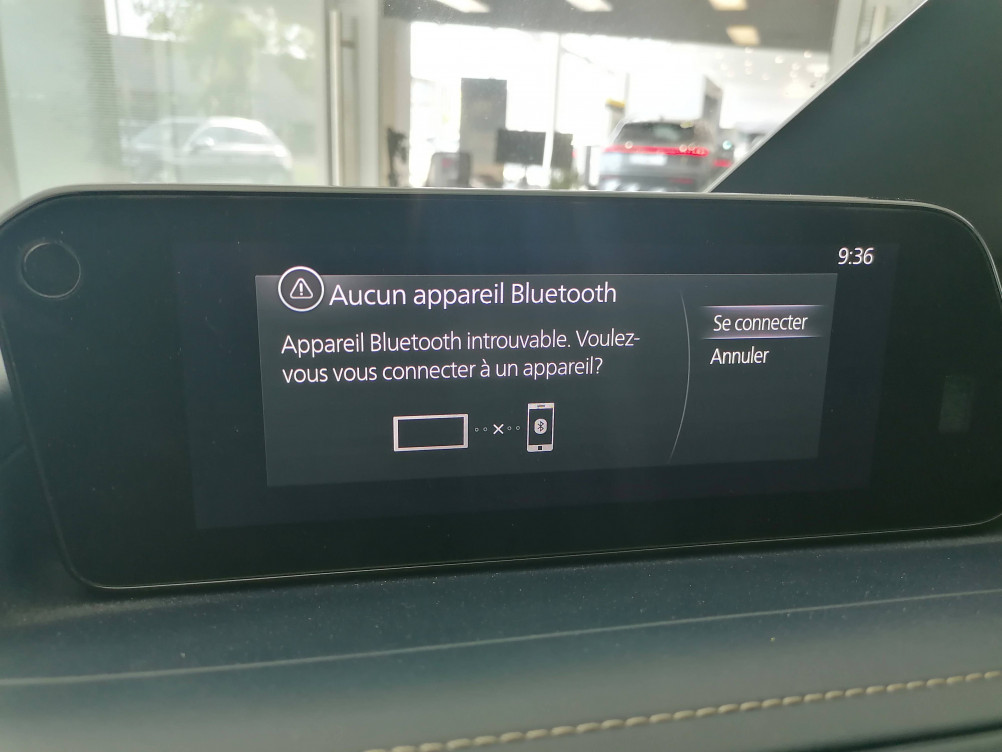 9:36
Aucun appareil Bluetooth
Appareil Bluetooth introuvable. Voulez-
vous vous connecter à un appareil?
Se connecter
Annuler